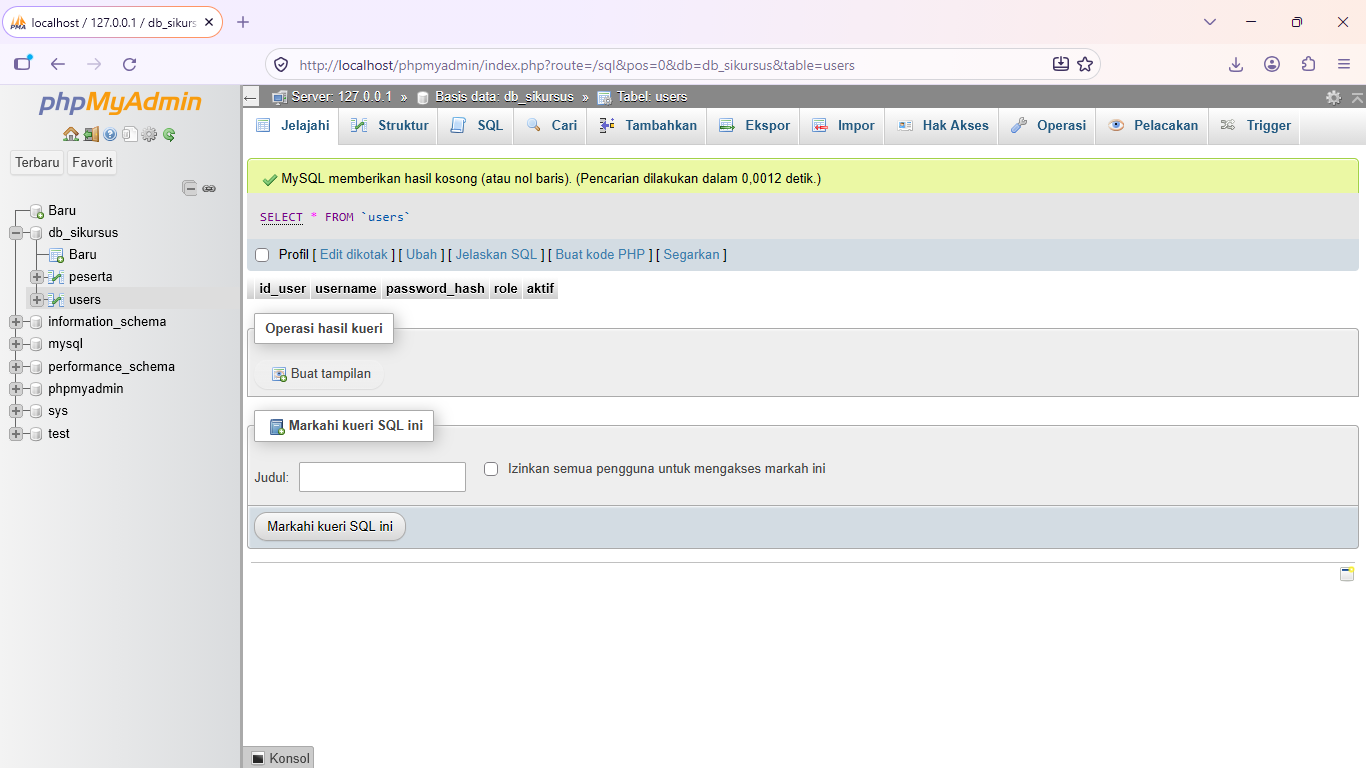 localhost / 127.0.0.1 / db_sikurs
http://localhost/phpmyadmin/index.php?route=/sql&pos=0&db=db_sikursus&table=users
phpMyAdmin
Terbaru Favorit
Baru
db_sikursus
Baru
peserta
users
information_schema
mysql
performance_schema
phpmyadmin
sys
test
Server: 127.0.0.1 » Basis data: db_sikursus » Tabel: users
Jelajahi Struktur SQL Cari Tambahkan Ekspor Impor Hak Akses Operasi Pelacakan Trigger
MySQL memberikan hasil kosong (atau nol baris). (Pencarian dilakukan dalam 0,0012 detik.)
SELECT * FROM `users`
Profil [ Edit dikotak ] [ Ubah ] [ Jelaskan SQL ] [ Buat kode PHP ] [ Segarkan ]
id_user username password_hash role aktif
Operasi hasil kueri
Buat tampilan
Markahi kueri SQL ini
Judul: Izinkan semua pengguna untuk mengakses markah ini
Markahi kueri SQL ini
Konsol